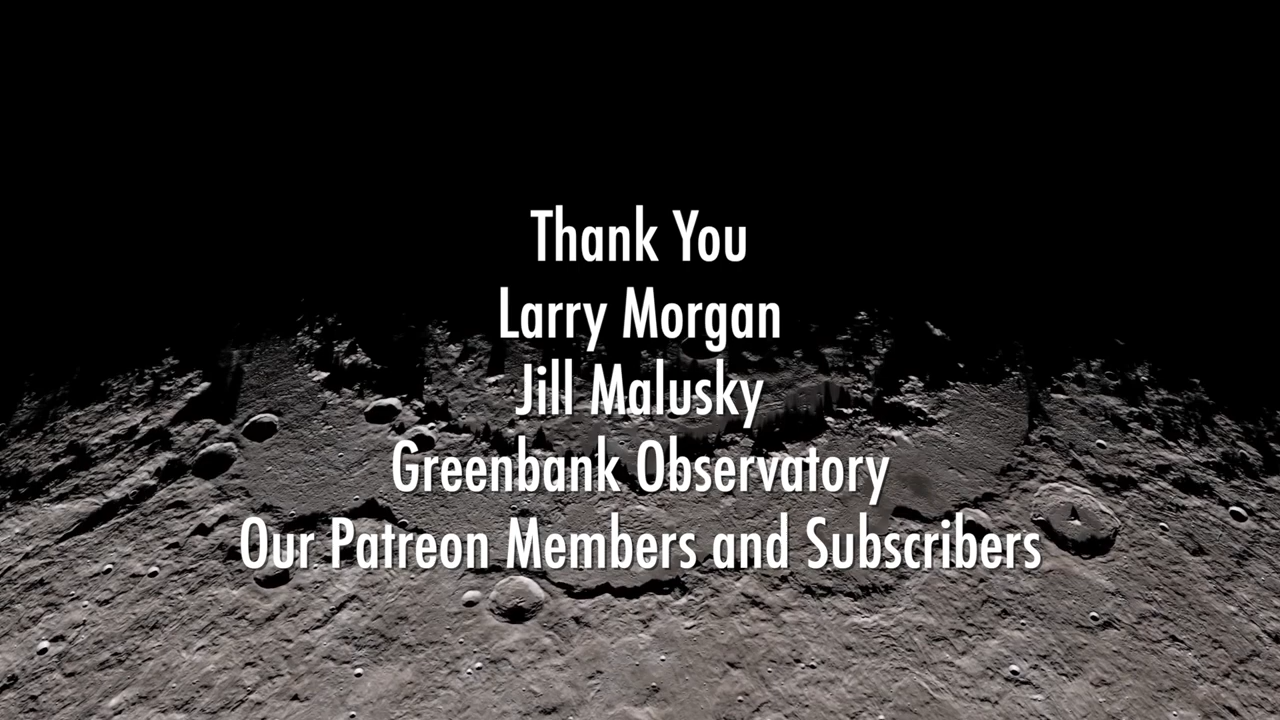 Thank You
Larry Morgan
Jill Malusky
Greenbank Observatory
Our Patreon Members and Subscribers